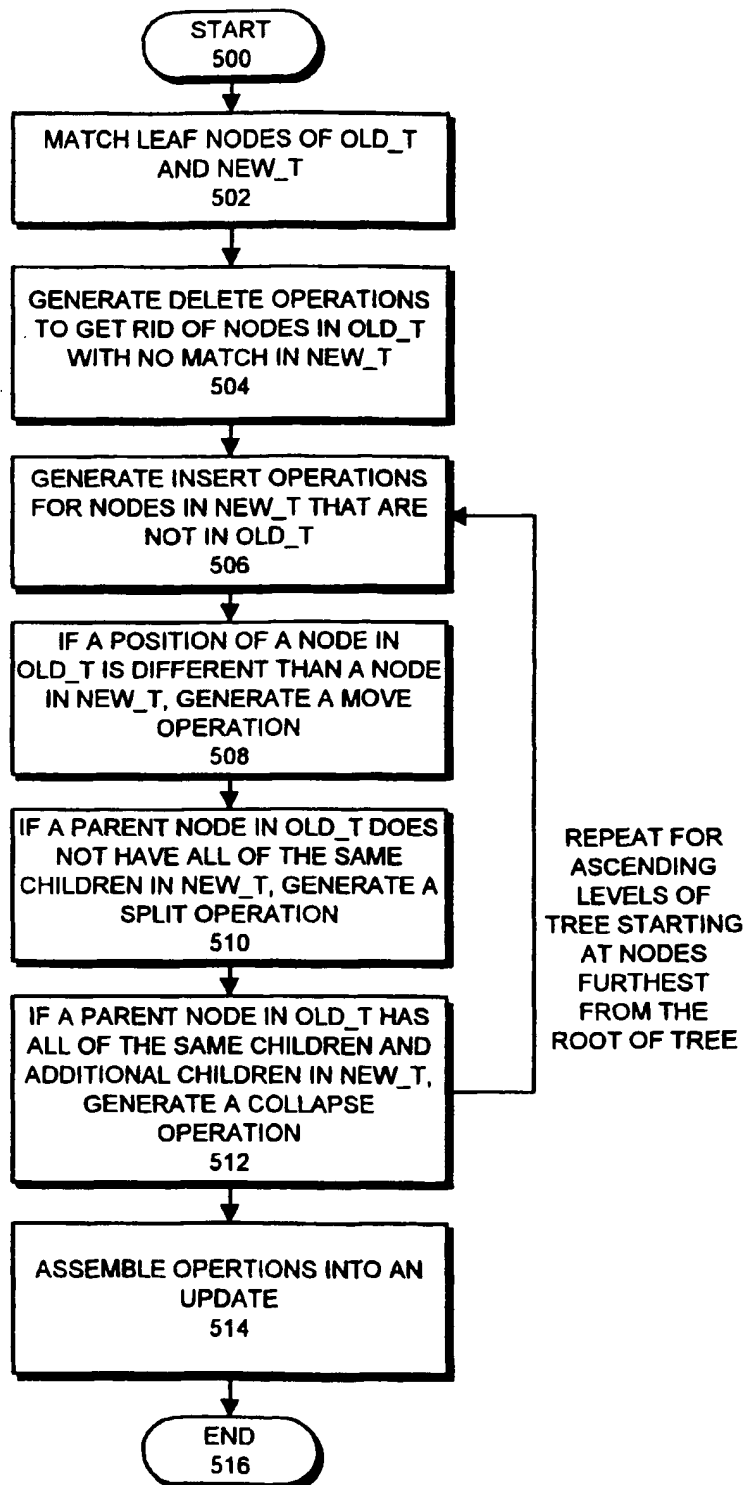 START
500
MATCH LEAF NODES OF OLD_T
AND NEW_T
502
GENERATE DELETE OPERATIONS
TO GET RID OF NODES IN OLD_T
WITH NO MATCH IN NEW_T
504
GENERATE INSERT OPERATIONS
FOR NODES IN NEW_T THAT ARE
NOT IN OLD_T
506
IF A POSITION OF A NODE IN
OLD_T IS DIFFERENT THAN A NODE
IN NEW_T, GENERATE A MOVE
OPERATION
508
IF A PARENT NODE IN OLD_T DOES
NOT HAVE ALL OF THE SAME
CHILDREN IN NEW_T, GENERATE A
SPLIT OPERATION
510
IF A PARENT NODE IN OLD_T HAS
ALL OF THE SAME CHILDREN AND
ADDITIONAL CHILDREN IN NEW_T,
GENERATE A COLLAPSE
OPERATION
512
REPEAT FOR
ASCENDING
LEVELS OF
TREE STARTING
AT NODES
FURTHEST
FROM THE
ROOT OF TREE
ASSEMBLE OPERTIONS INTO AN
UPDATE
514
END
516